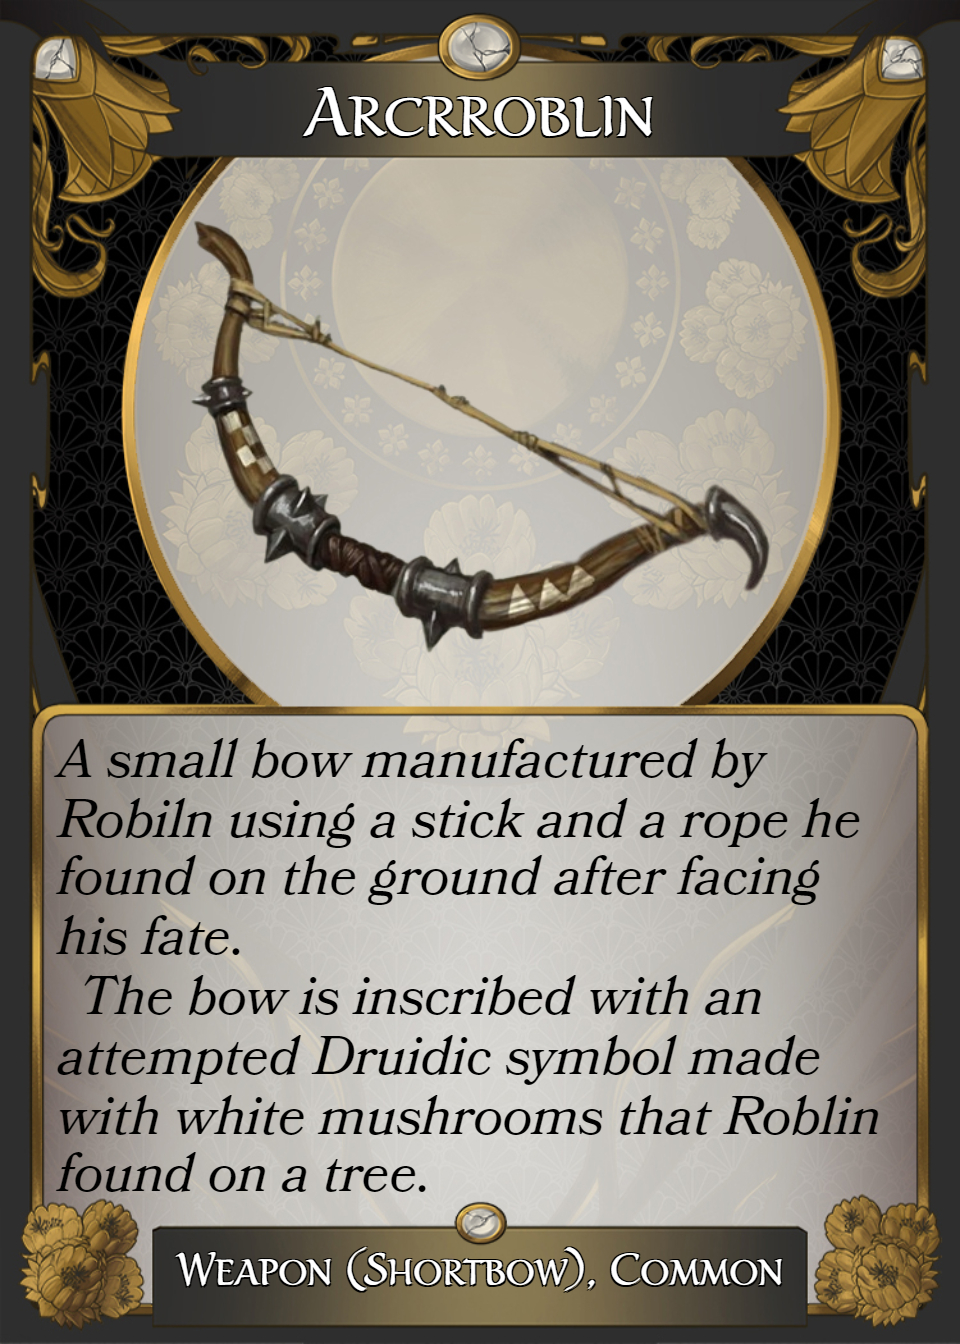 Arcrroblin
A small bow manufactured by
Robiln using a stick and a rope he
found on the ground after facing
his fate.
The bow is inscribed with an
attempted Druidic symbol made
with white mushrooms that Roblin
found on a tree.
Weapon (Shortbow), Common